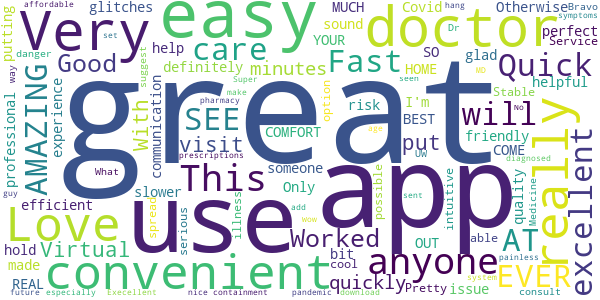 affordable
glitches
putting
Very
easy
MUCH
Covid
hang
Otherwise
Bravo
symptoms
set
sound
Dr
YOUR
doctor
perfect
Service
danger
way
help
care
SO
suggest
definitely
minutes
Fast
HOME
glad
Good
Super
Quick
helpful
professional
AMAZING
experience
great
make
seen
MD
option
risk
I'm
Stable
With
communication
SEE
pharmacy
No
BEST
friendly
will
really
excellent
visit
COMFORT
age
COME
What
prescriptions
This
someone
put
UW
diagnosed
guy
slower
Only
possible
app
intuitive
quality
Medicine
efficient
Love
use
illness
add
sent
able
AT
spread
serious
Wow
hold
Virtual
Worked
OUT
bit
cool
anyone
painless
made
convenient
quickly
Pretty
issue
system
EVER
REAL
future
especially
Excellent
nice
containment
pandemic
download
consult